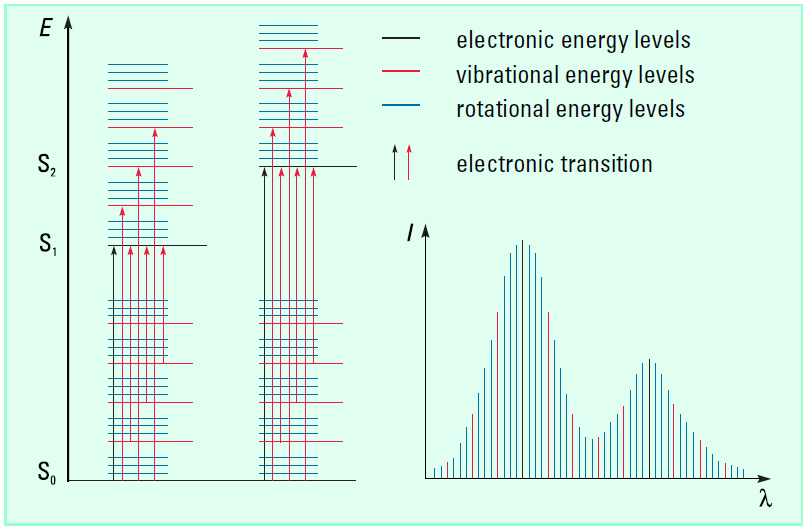 E
electronic energy levels
vibrational energy levels
rotational energy levels
electronic transition
S₂
S₁
S₀
I
λ